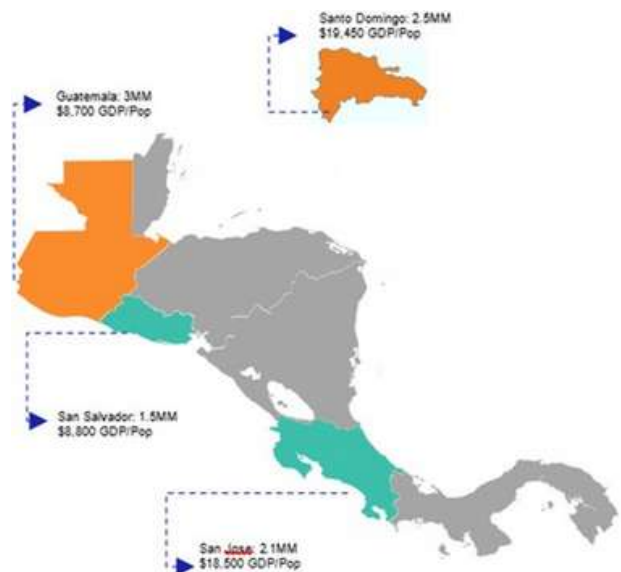 Santo Domingo: 2.5MM
$19,450 GDP/Pop
Guatemala: 3MM
$8,700 GDP/Pop
San Salvador: 1.5MM
$8,800 GDP/Pop
San Jose: 2.1MM
$18,500 GDP/Pop